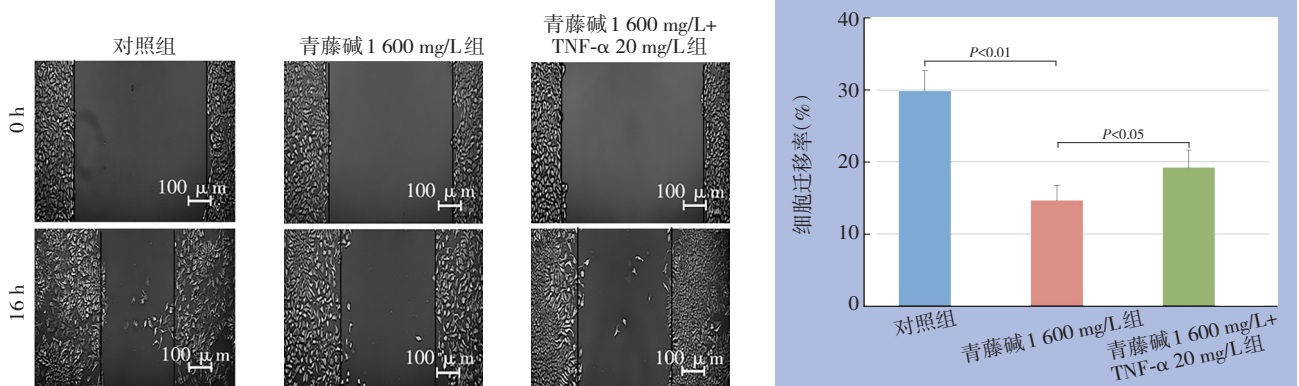 对照组
青藤碱1 600 mg/L组
青藤碱1 600 mg/L+
TNF-α 20 mg/L组
0 h
100 μm
100 μm
100 μm
16 h
100 μm
100 μm
100 μm
细胞迁移率(%)
40
30
20
10
0
P<0.01
P<0.05
对照组
青藤碱1 600 mg/L组
青藤碱1 600 mg/L+
TNF-α 20 mg/L组